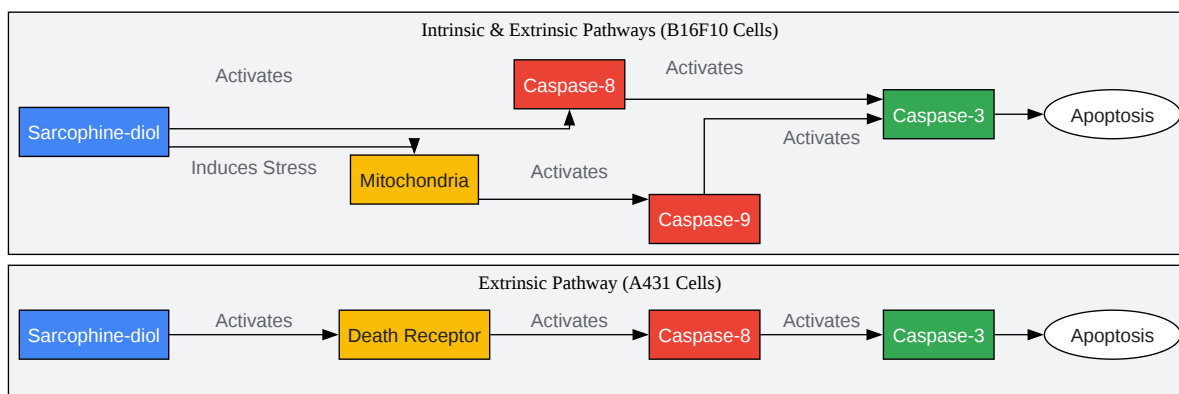 Intrinsic & Extrinsic Pathways (B16F10 Cells)
Activates
Caspase-8
Activates
Sarcophine-diol
Caspase-3
Apoptosis
Induces Stress
Mitochondria
Activates
Activates
Caspase-9
Extrinsic Pathway (A431 Cells)
Sarcophine-diol
Activates
Death Receptor
Activates
Caspase-8
Activates
Caspase-3
Apoptosis